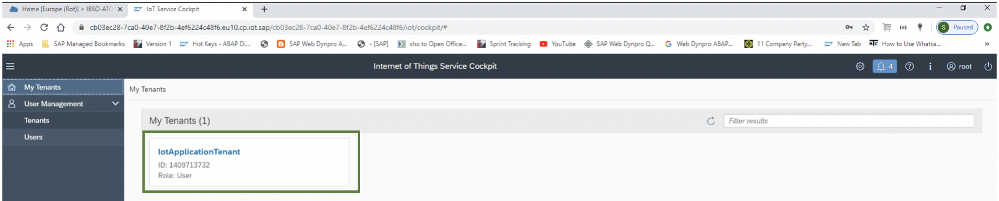 Home [Europe (Rot)] > IBSO-ATC
IoT Service Cockpit
cb03ec28-7ca0-40e7-8f2b-4ef6224c48f6.eu10.cp.iot.sap/cb03ec28-7ca0-40e7-8f2b-4ef6224c48f6/iot/cockpit/#
S Paused
Apps SAP Managed Bookmarks Version 1 Hot Keys - ABAP Di... SAP Web Dynpro A... - [SAP] xlsx to Open Office... Sprint Tracking YouTube SAP Web Dynpro Q... Web Dynpro ABAP... 11 Company Party... New Tab How to Use Whatsa... »
Internet of Things Service Cockpit
4
root
My Tenants
User Management
Tenants
Users
My Tenants
My Tenants (1)
Filter results
IotApplicationTenant
ID: 1409713732
Role: User